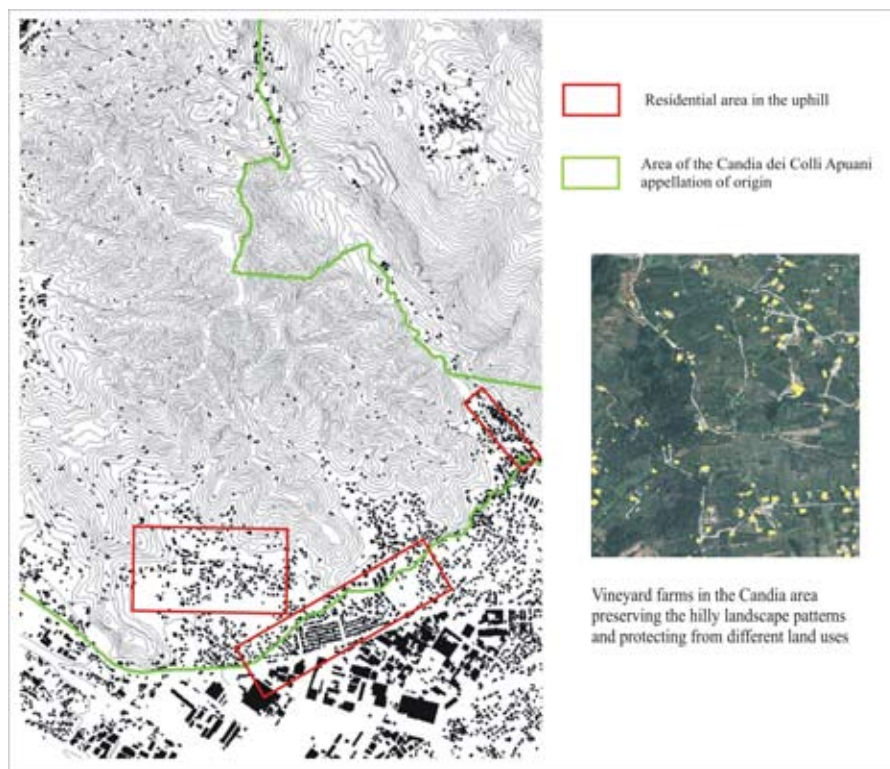 Residential area in the uphill
Area of the Candia dei Colli Apuani
appellation of origin
Vineyard farms in the Candia area
preserving the hilly landscape patterns
and protecting from different land uses